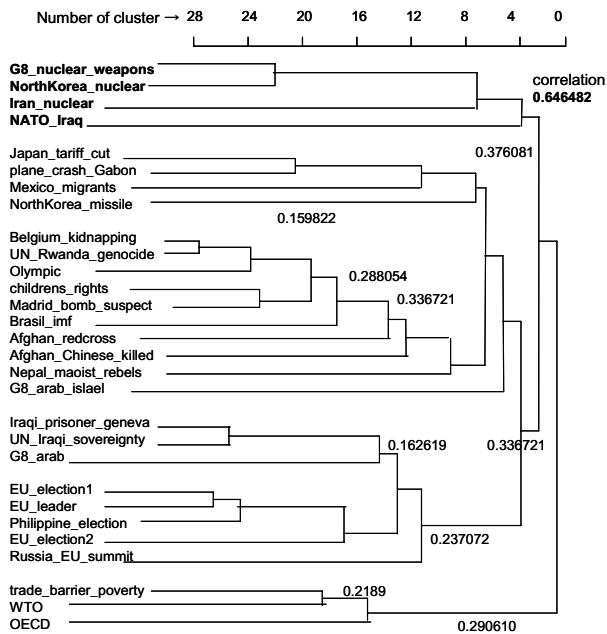 Number of cluster → 28 24 20 16 12 8 4 0
G8_nuclear_weapons
correlation
NorthKorea_nuclear
0.646482
Iran_nuclear
NATO_Iraq
Japan_tariff_cut
0.376081
plane_crash_Gabon
Mexico_migrants
NorthKorea_missile
0.159822
Belgium_kidnapping
UN_Rwanda_genocide
Olympic
0.288054
childrens_rights
0.336721
Madrid_bomb_suspect
Brasil_imf
Afghan_redcross
Afghan_Chinese_killed
Nepal_maoist_rebels
G8_arab_islael
Iraqi_prisoner_geneva
UN_Iraqi_sovereignty
0.162619
0.336721
G8_arab
EU_election1
EU_leader
Philippine_election
EU_election2
0.237072
Russia_EU_summit
trade_barrier_poverty
0.2189
WTO
OECD
0.290610